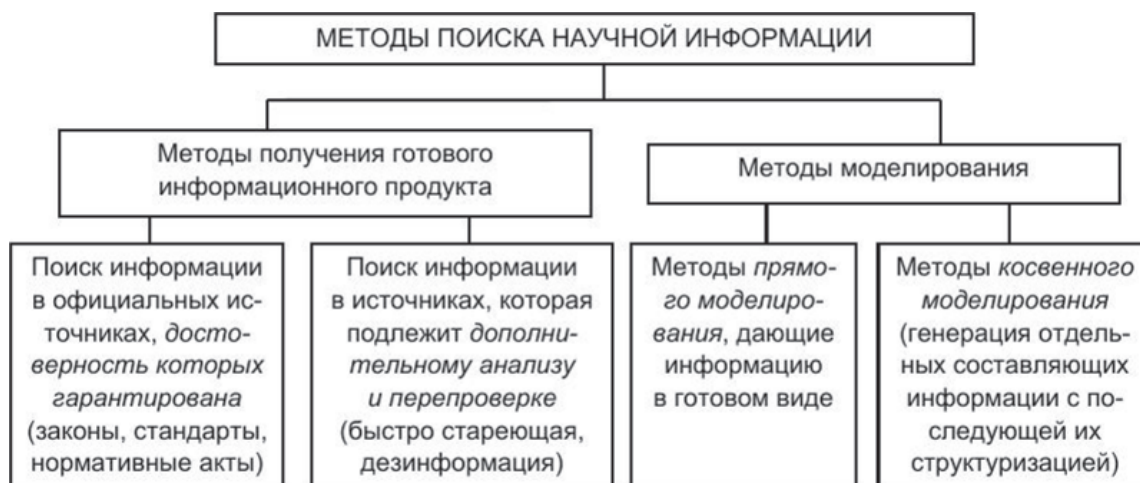 МЕТОДЫ ПОИСКА НАУЧНОЙ ИНФОРМАЦИИ
Методы получения готового
информационного продукта
Методы моделирования
Поиск информации
в официальных ис-
точниках, досто-
верность которых
гарантирована
(законы, стандарты,
нормативные акты)
Поиск информации
в источниках, которая
подлежит дополни-
тельному анализу
и перепроверке
(быстро стареющая,
дезинформация)
Методы прямо-
го моделиро-
вания, дающие
информацию
в готовом виде
Методы косвенного
моделирования
(генерация отдель-
ных составляющих
информации с по-
следующей их
структуризацией)